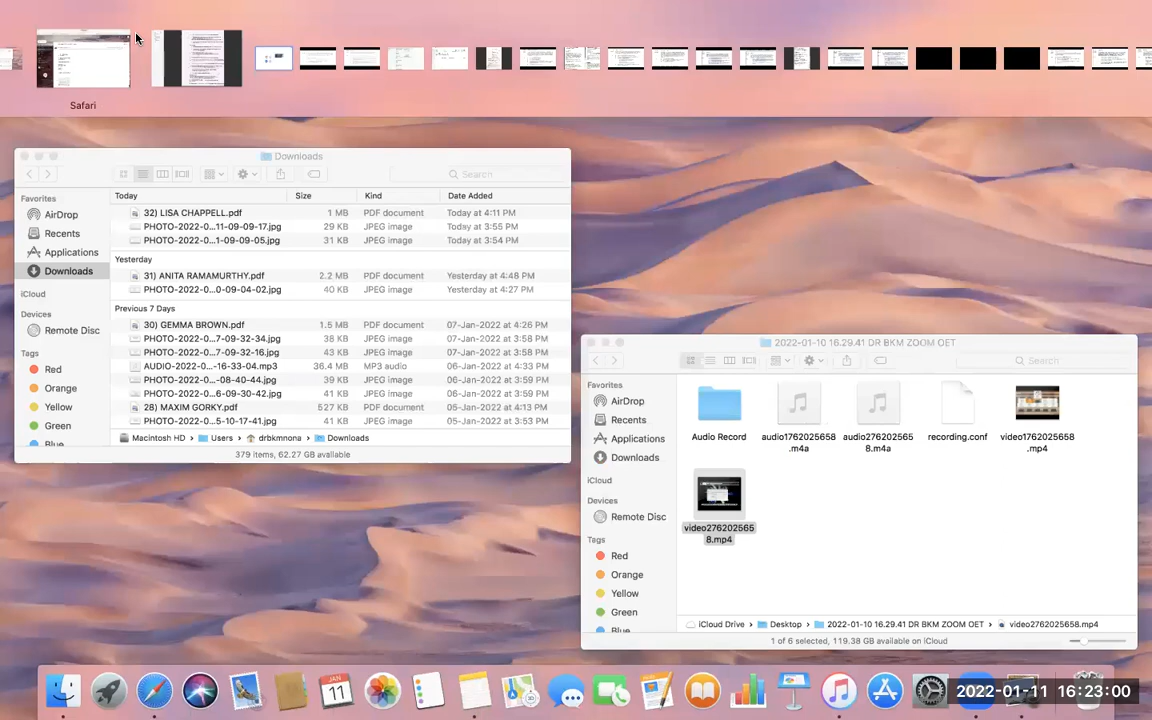 Safari
Downloads
Search
Favorites
AirDrop
Recents
Applications
Downloads
iCloud
Devices
Remote Disc
Tags
Red
Orange
Yellow
Green
Blue
Today Size Kind Date Added
32) LISA CHAPPELL.pdf 1 MB PDF document Today at 4:11 PM
PHOTO-2022-0...11-09-09-17.jpg 29 KB JPEG image Today at 3:55 PM
PHOTO-2022-0...1-09-09-05.jpg 31 KB JPEG image Today at 3:54 PM
Yesterday
31) ANITA RAMAMURTHY.pdf 2.2 MB PDF document Yesterday at 4:48 PM
PHOTO-2022-0...0-09-04-02.jpg 40 KB JPEG image Yesterday at 4:27 PM
Previous 7 Days
30) GEMMA BROWN.pdf 1.5 MB PDF document 07-Jan-2022 at 4:26 PM
PHOTO-2022-0...7-09-32-34.jpg 38 KB JPEG image 07-Jan-2022 at 3:58 PM
PHOTO-2022-0...7-09-32-16.jpg 43 KB JPEG image 07-Jan-2022 at 3:58 PM
AUDIO-2022-0...-16-33-04.mp3 36.4 MB MP3 audio 06-Jan-2022 at 4:33 PM
PHOTO-2022-0...-08-40-44.jpg 39 KB JPEG image 06-Jan-2022 at 3:59 PM
PHOTO-2022-0...6-09-30-42.jpg 41 KB JPEG image 06-Jan-2022 at 3:59 PM
28) MAXIM GORKY.pdf 527 KB PDF document 05-Jan-2022 at 4:13 PM
PHOTO-2022-0...5-10-17-41.jpg 41 KB JPEG image 05-Jan-2022 at 3:53 PM
Macintosh HD › Users › drbkmnona › Downloads
379 items, 62.27 GB available
2022-01-10 16.29.41 DR BKM ZOOM OET
Search
Favorites
AirDrop
Recents
Applications
Downloads
iCloud
Devices
Remote Disc
Tags
Red
Orange
Yellow
Green
Blue
Audio Record
audio1762025658
.m4a
audio276202565
8.m4a
recording.conf
video1762025658
.mp4
video276202565
8.mp4
iCloud Drive › Desktop › 2022-01-10 16.29.41 DR BKM ZOOM OET › video2762025658.mp4
1 of 6 selected, 119.38 GB available on iCloud
JAN
11
2022-01-11 16:23:00